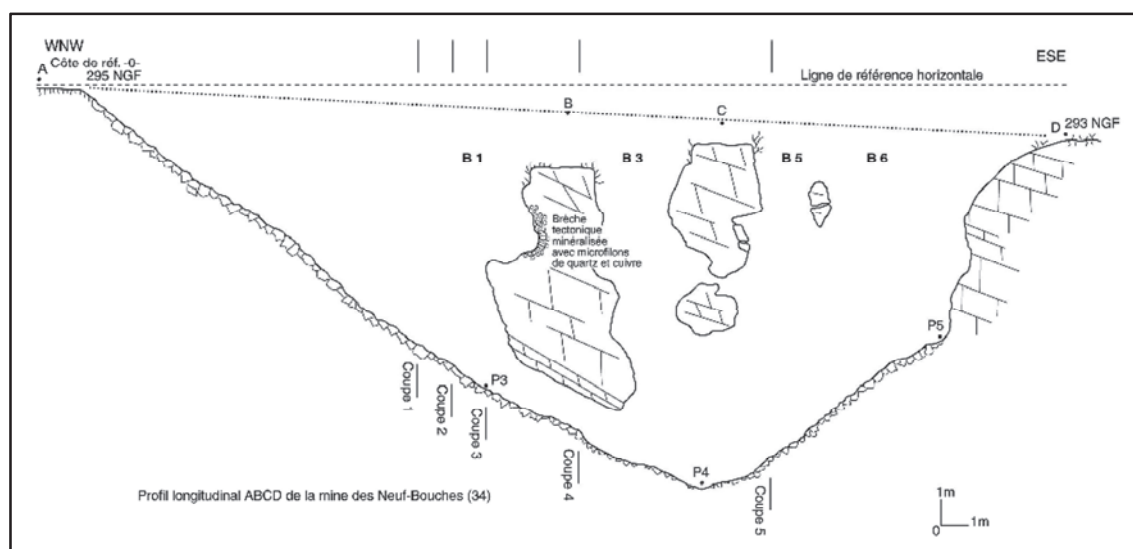 WNW
ESE
A
Côte de réf. -0-
295 NGF
Ligne de référence horizontale
B
C
D
293 NGF
B 1
B 3
B 5
B 6
Brèche
tectonique
minéralisée
avec microfilons
de quartz et cuivre
P5
P3
Coupe 1
Coupe 2
Coupe 3
Coupe 4
P4
Coupe 5
Profil longitudinal ABCD de la mine des Neuf-Bouches (34)
1m
0
1m